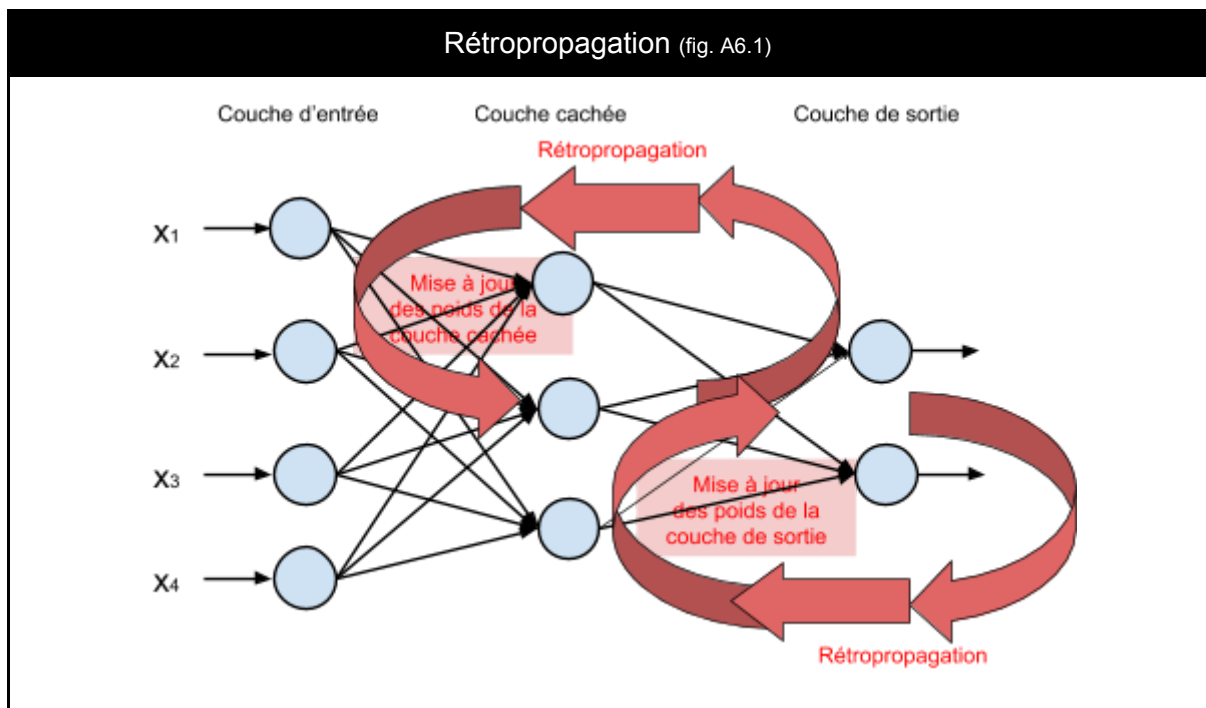 Rétropropagation (fig. A6.1)
Couche d'entrée
Couche cachée
Couche de sortie
Rétropropagation
X1
Mise à jour
des poids de la
couche cachée
X2
X3
Mise à jour
des poids de la
couche de sortie
X4
Rétropropagation